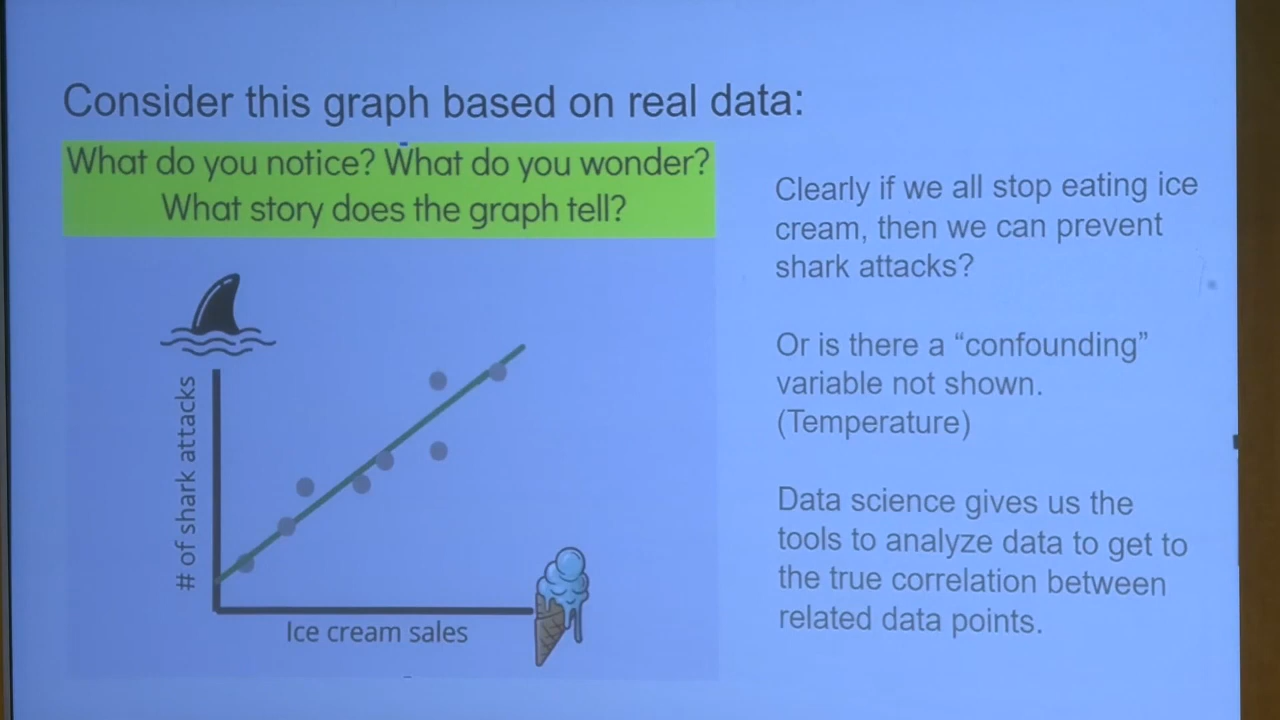 Consider this graph based on real data:
What do you notice? What do you wonder?
What story does the graph tell?
# of shark attacks
Ice cream sales
Clearly if we all stop eating ice
cream, then we can prevent
shark attacks?
Or is there a “confounding”
variable not shown.
(Temperature)
Data science gives us the
tools to analyze data to get to
the true correlation between
related data points.